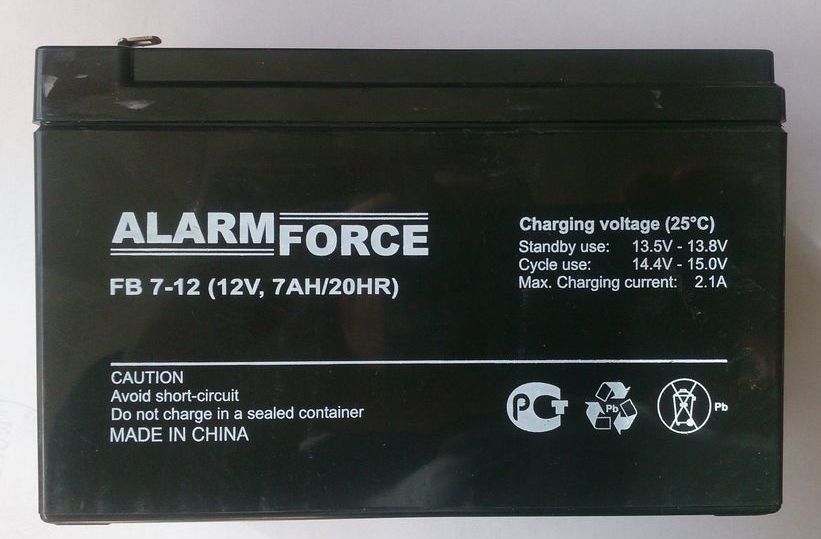 ALARM FORCE
FB 7-12 (12V, 7AH/20HR)
Charging voltage (25°C)
Standby use: 13.5V - 13.8V
Cycle use: 14.4V - 15.0V
Max. Charging current: 2.1A
CAUTION
Avoid short-circuit
Do not charge in a sealed container
MADE IN CHINA
РСТ
Pb
Pb